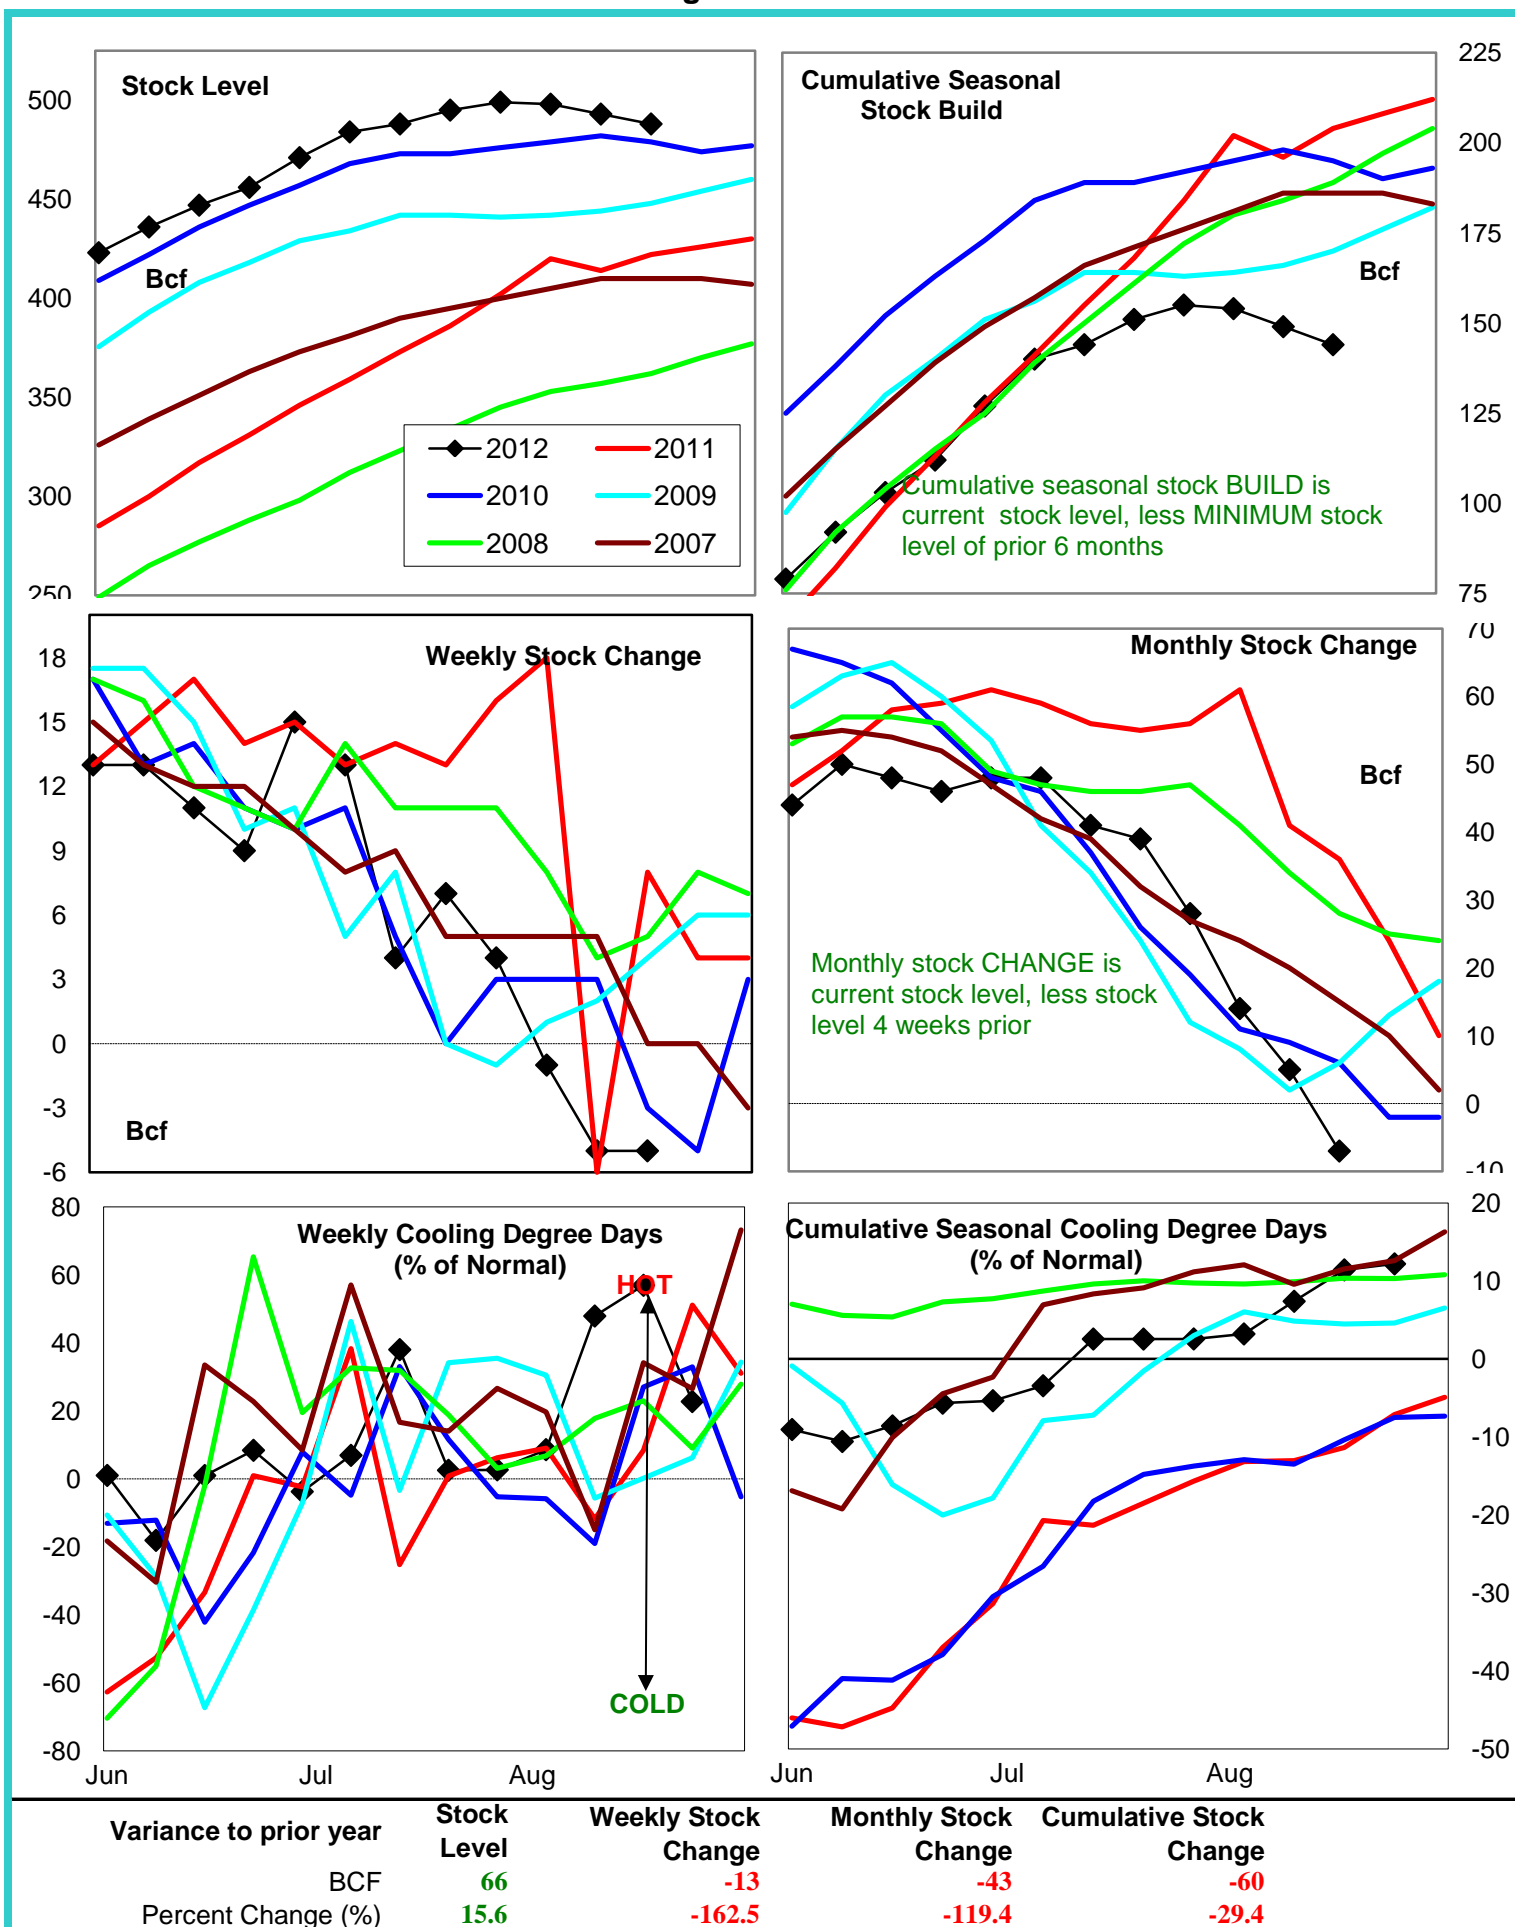 Stock Level
500
450
400
350
300
250
Bcf
2012
2011
2010
2009
2008
2007
Cumulative Seasonal
Stock Build
225
200
175
150
125
100
75
Bcf
Cumulative seasonal stock BUILD is
current stock level, less MINIMUM stock
level of prior 6 months
Weekly Stock Change
18
15
12
9
6
3
0
-3
-6
Bcf
Monthly Stock Change
70
60
50
40
30
20
10
0
-10
Bcf
Monthly stock CHANGE is
current stock level, less stock
level 4 weeks prior
Weekly Cooling Degree Days
(% of Normal)
80
60
40
20
0
-20
-40
-60
-80
HOT
COLD
Jun Jul Aug
Cumulative Seasonal Cooling Degree Days
(% of Normal)
20
10
0
-10
-20
-30
-40
-50
Jun Jul Aug
Variance to prior year
Stock
Level
Weekly Stock
Change
Monthly Stock
Change
Cumulative Stock
Change
BCF 66 -13 -43 -60
Percent Change (%) 15.6 -162.5 -119.4 -29.4